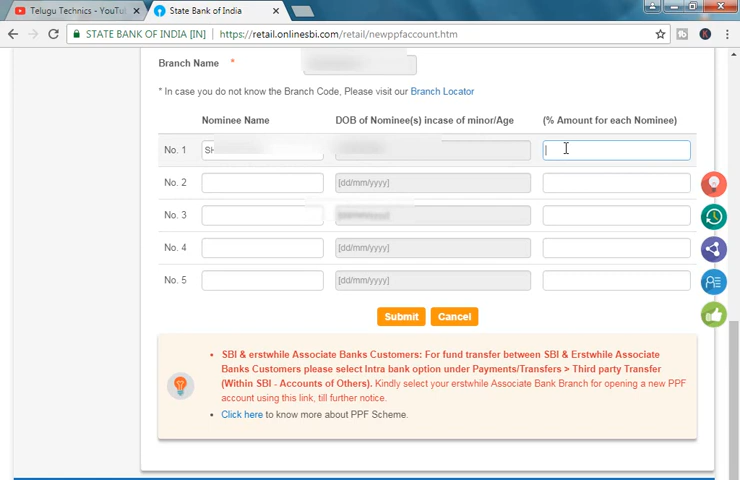 Telugu Technics - YouTu
State Bank of India
STATE BANK OF INDIA [IN] https://retail.onlinesbi.com/retail/newppfaccount.htm
K
Branch Name *
* In case you do not know the Branch Code, Please visit our Branch Locator
Nominee Name DOB of Nominee(s) incase of minor/Age (% Amount for each Nominee)
No. 1
No. 2 [dd/mm/yyyy]
No. 3
No. 4 [dd/mm/yyyy]
No. 5 [dd/mm/yyyy]
Submit Cancel
• SBI & erstwhile Associate Banks Customers: For fund transfer between SBI & Erstwhile Associate
Banks Customers please select Intra bank option under Payments/Transfers > Third party Transfer
(Within SBI - Accounts of Others). Kindly select your erstwhile Associate Bank Branch for opening a new PPF
account using this link, till further notice.
• Click here to know more about PPF Scheme.